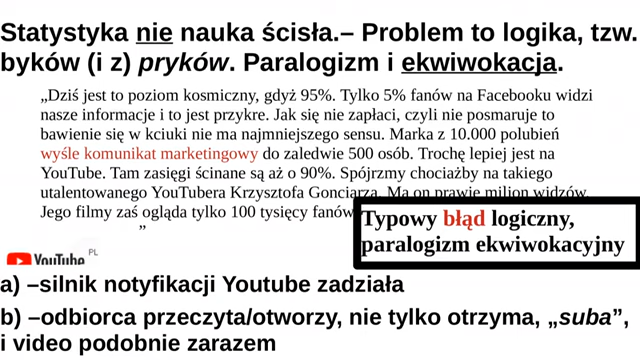 Statystyka nie nauka ścisła.– Problem to logika, tzw.
byków (i z) pryków. Paralogizm i ekwiwokacja.
„Dziś jest to poziom kosmiczny, gdyż 95%. Tylko 5% fanów na Facebooku widzi
nasze informacje i to jest przykre. Jak się nie zapłaci, czyli nie posmaruje to
bawienie się w kciuki nie ma najmniejszego sensu. Marka z 10.000 polubień
wyśle komunikat marketingowy do zaledwie 500 osób. Trochę lepiej jest na
YouTube. Tam zasięgi ścinane są aż o 90%. Spójrzmy chociażby na takiego
utalentowanego YouTubera Krzysztofa Gonciarza. Ma on prawie milion widzów.
Jego filmy zaś ogląda tylko 100 tysięcy fanów
”
Typowy błąd logiczny,
paralogizm ekwiwokacyjny
YouTube PL
a) –silnik notyfikacji Youtube zadziała
b) –odbiorca przeczyta/otworzy, nie tylko otrzyma, „suba”,
i video podobnie zarazem